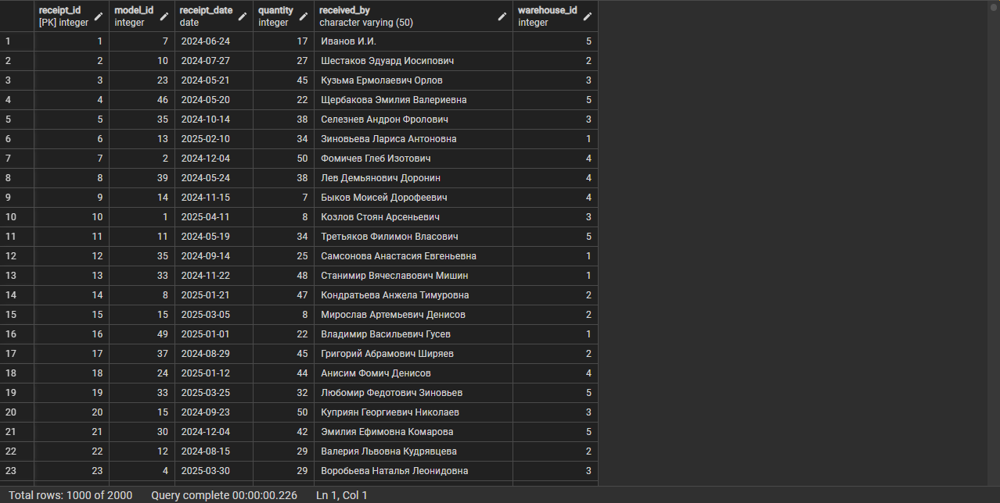 receipt_id model_id receipt_date quantity received_by warehouse_id
[PK] integer integer date integer character varying (50) integer
1 1 7 2024-06-24 17 Иванов И.И. 5
2 2 10 2024-07-27 27 Шестаков Эдуард Иосипович 2
3 3 23 2024-05-21 45 Кузьма Ермолаевич Орлов 3
4 4 46 2024-05-20 22 Щербакова Эмилия Валериевна 5
5 5 35 2024-10-14 38 Селезнев Андрон Фролович 3
6 6 13 2025-02-10 34 Зиновьева Лариса Антоновна 1
7 7 2 2024-12-04 50 Фомичев Глеб Изотович 4
8 8 39 2024-05-24 38 Лев Демьянович Доронин 4
9 9 14 2024-11-15 7 Быков Моисей Дорофеевич 4
10 10 1 2025-04-11 8 Козлов Стоян Арсеньевич 3
11 11 11 2024-05-19 34 Третьяков Филимон Власович 5
12 12 35 2024-09-14 25 Самсонова Анастасия Евгеньевна 1
13 13 33 2024-11-22 48 Станимир Вячеславович Мишин 1
14 14 8 2025-01-21 47 Кондратьева Анжела Тимуровна 2
15 15 15 2025-03-05 8 Мирослав Артемьевич Денисов 2
16 16 49 2025-01-01 22 Владимир Васильевич Гусев 1
17 17 37 2024-08-29 45 Григорий Абрамович Ширяев 2
18 18 24 2025-01-12 44 Анисим Фомич Денисов 4
19 19 33 2025-03-25 32 Любомир Федотович Зиновьев 5
20 20 15 2024-09-23 50 Куприян Георгиевич Николаев 3
21 21 30 2024-12-04 42 Эмилия Ефимовна Комарова 5
22 22 12 2024-08-15 29 Валерия Львовна Кудрявцева 2
23 23 4 2025-03-30 29 Воробьева Наталья Леонидовна 3
Total rows: 1000 of 2000 Query complete 00:00:00.226 Ln 1, Col 1